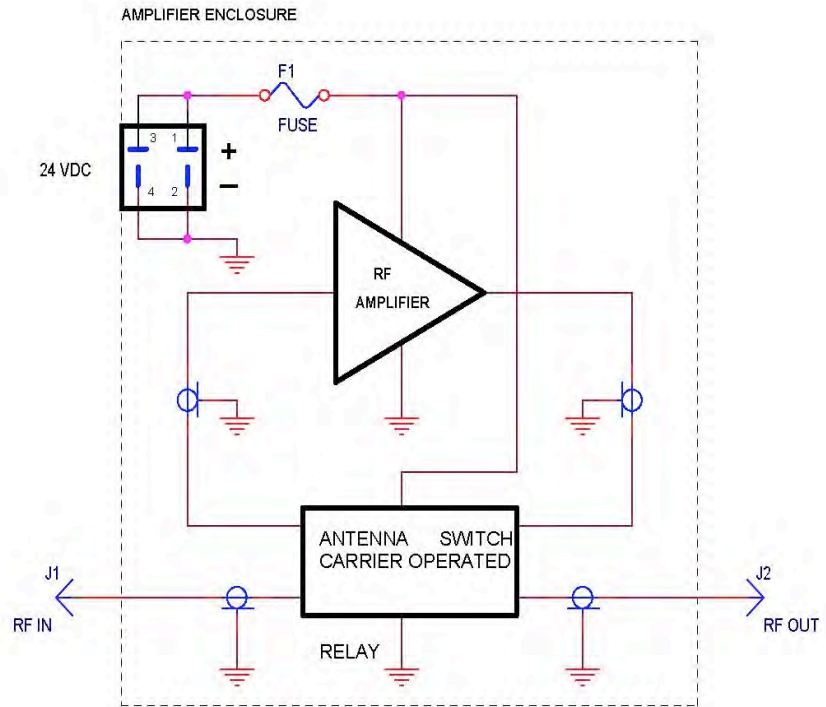 AMPLIFIER ENCLOSURE
F1
FUSE
3 1
+
24 VDC
4 2
−
RF
AMPLIFIER
ANTENNA SWITCH
CARRIER OPERATED
J1
J2
RF IN
RF OUT
RELAY